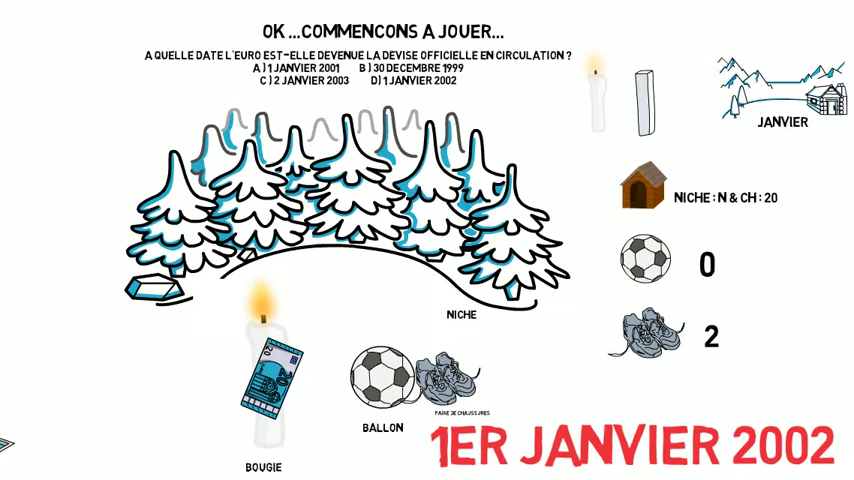 OK...COMMENCONS A JOUER...
A QUELLE DATE L'EURO EST-ELLE DEVENUE LA DEVISE OFFICIELLE EN CIRCULATION ?
A) 1 JANVIER 2001 B) 30 DECEMBRE 1999
C) 2 JANVIER 2003 D) 1 JANVIER 2002
JANVIER
NICHE : N & CH : 20
0
NICHE
2
20
20
PAIRE DE CHAUSSURES
BALLON
1ER JANVIER 2002
BOUGIE